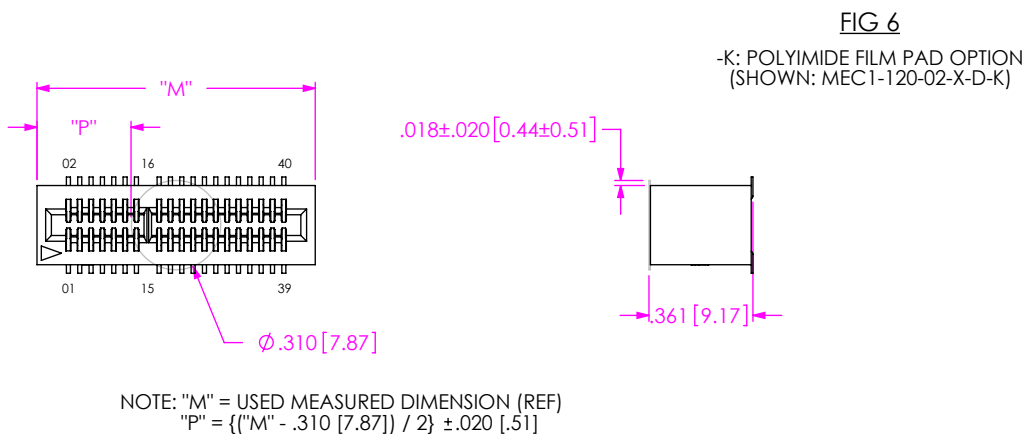 FIG 6
-K: POLYIMIDE FILM PAD OPTION
(SHOWN: MEC1-120-02-X-D-K)
"M"
"P"
.018±.020[0.44±0.51]
02
16
40
01
15
39
.361[9.17]
Ø.310[7.87]
NOTE: "M" = USED MEASURED DIMENSION (REF)
"P" = {("M" - .310 [7.87]) / 2} ±.020 [.51]